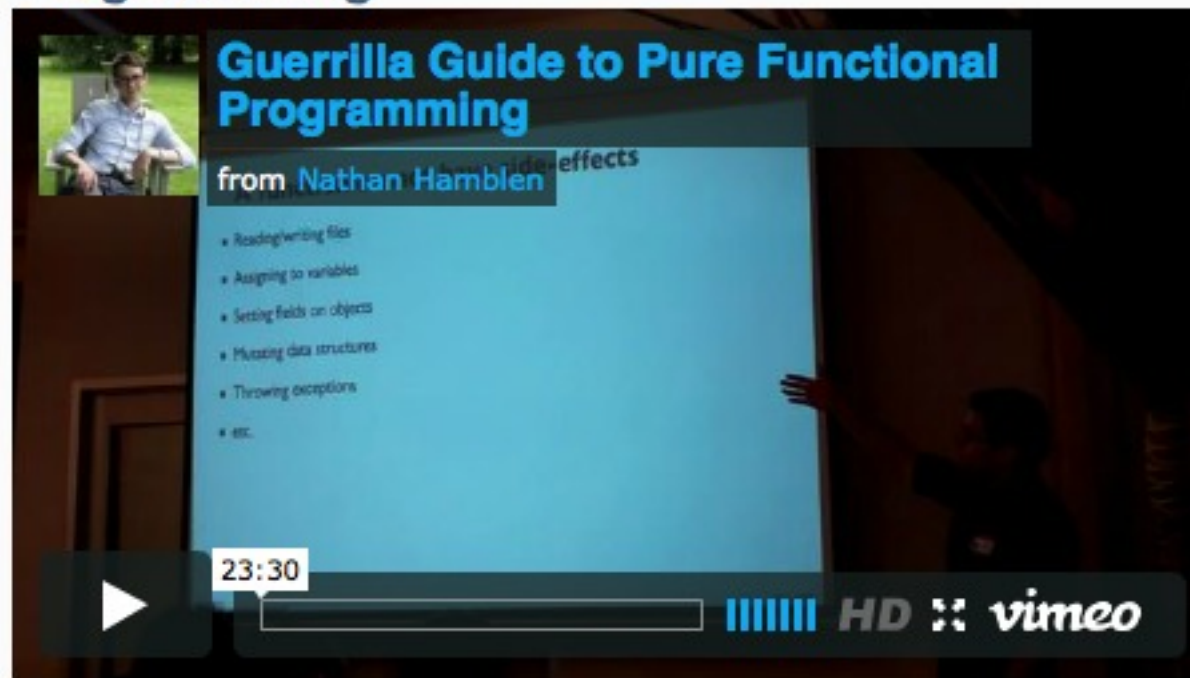 Guerrilla Guide to Pure Functional
Programming
from Nathan Hamblen
side-effects
• Reading/writing files
• Assigning to variables
• Setting fields on objects
• Mutating data structures
• Throwing exceptions
• etc.
23:30
HD vimeo